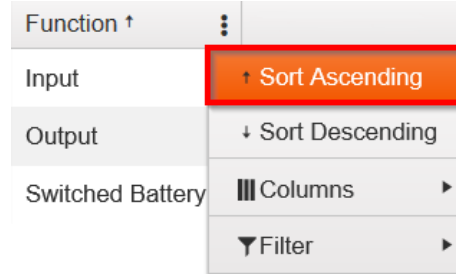 Function ↑
Input
↑ Sort Ascending
Output
↓ Sort Descending
Switched Battery
Columns
Filter